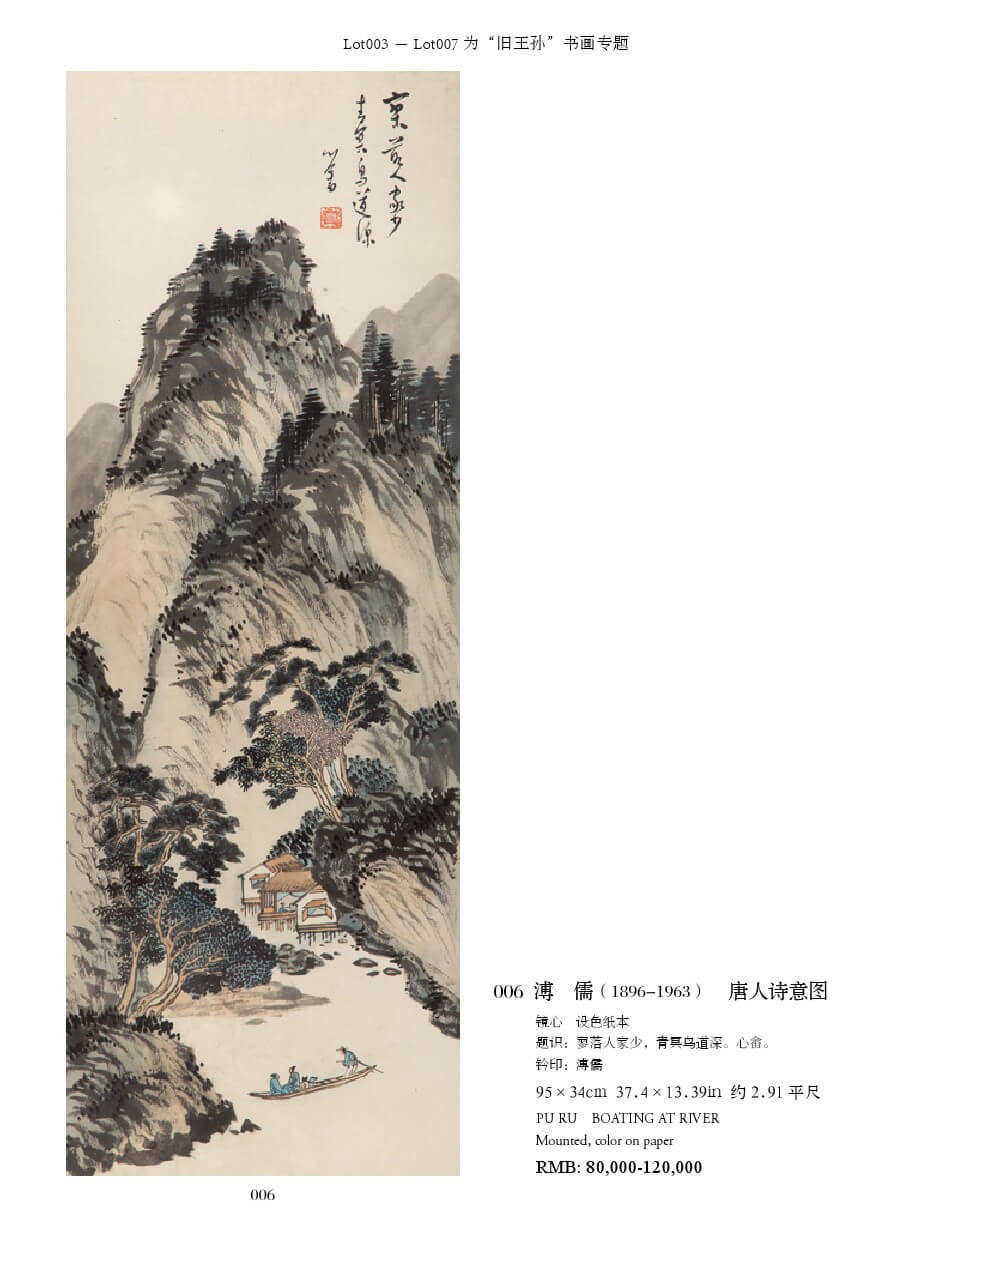 Lot003 — Lot007 为“旧王孙”书画专题
寥落人家少
青冥鸟道深
心畬
006
006 溥 儒（1896–1963） 唐人诗意图
镜心 设色纸本
题识：寥落人家少，青冥鸟道深。心畬。
钤印：溥儒
95×34cm 37.4×13.39in 约2.91平尺
PU RU BOATING AT RIVER
Mounted, color on paper
RMB: 80,000-120,000